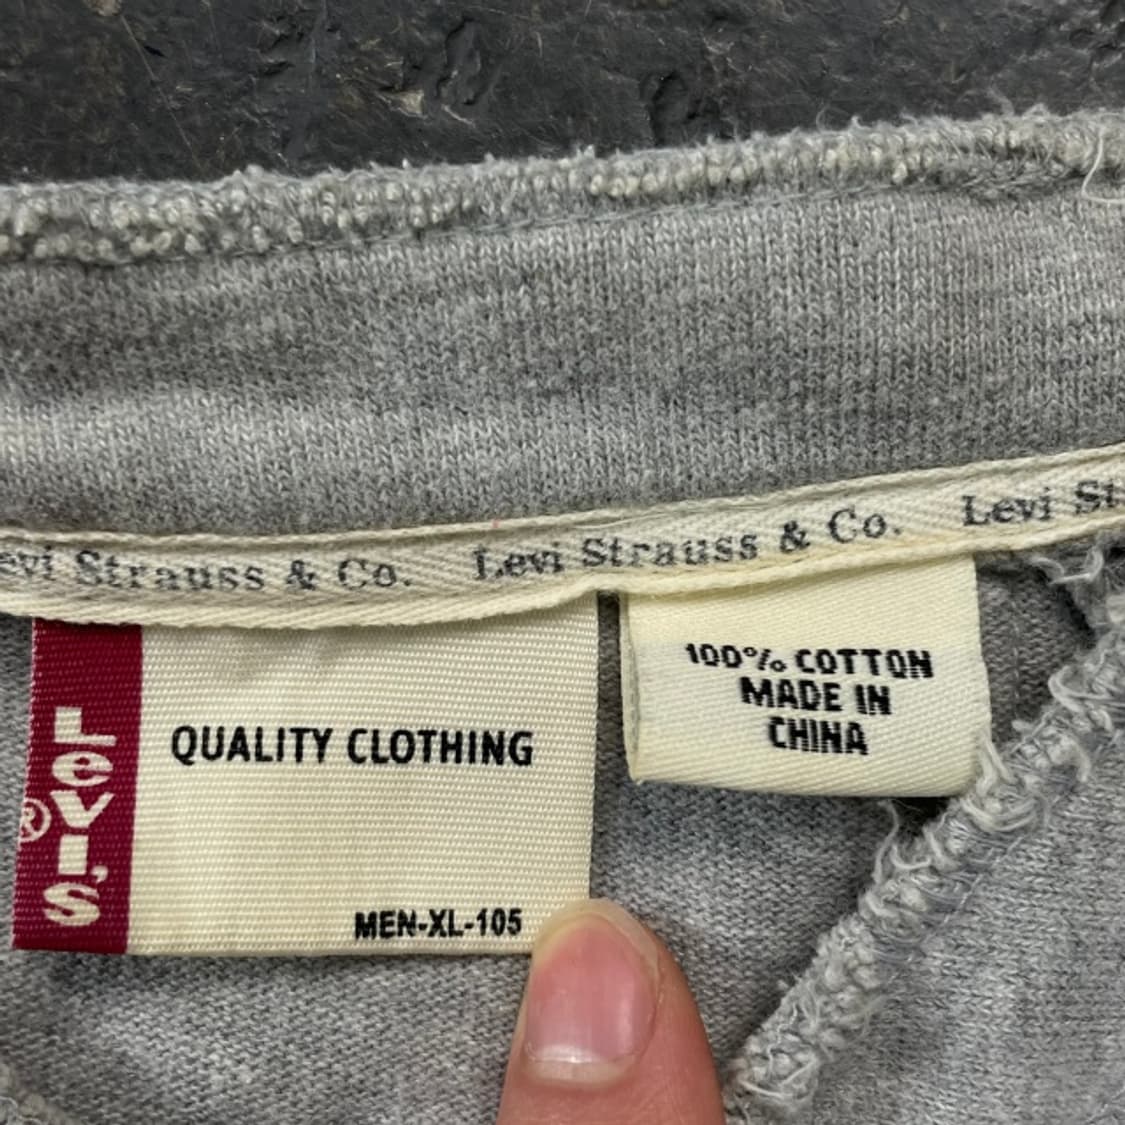 evi Strauss & Co. Levi Strauss & Co. Levi St
Levi's
®
QUALITY CLOTHING
MEN-XL-105
100% COTTON
MADE IN
CHINA